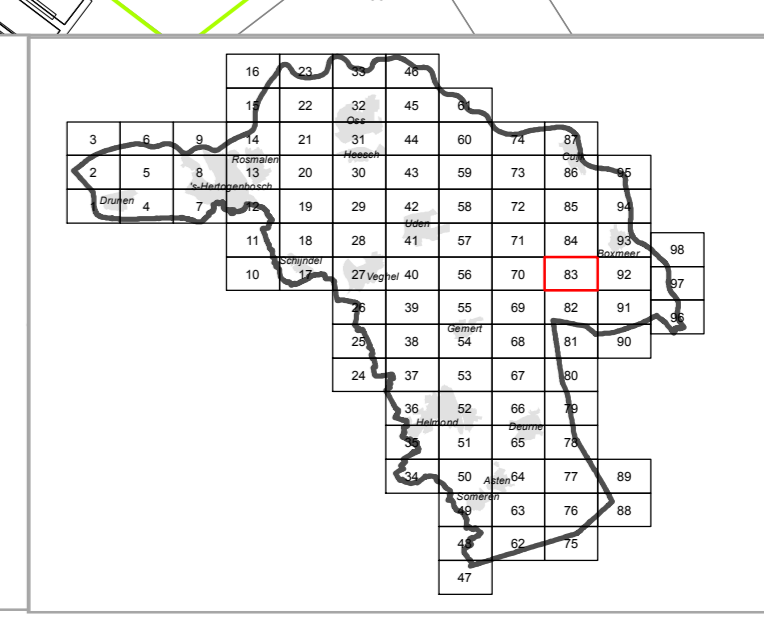 16 23 33 46
15 22 32 45 61
Oss
3 6 9 14 21 31 44 60 74 87
Rosmalen Heesch Cuijk
2 5 8 13 20 30 43 59 73 86 95
's-Hertogenbosch
Drunen
1 4 7 12 19 29 42 58 72 85 94
Uden
11 18 28 41 57 71 84 93 98
Schijndel Boxmeer
10 17 27 Veghel 40 56 70 83 92 97
26 39 55 69 82 91 96
Gemert
25 38 54 68 81 90
24 37 53 67 80
36 52 66 79
Helmond Deurne
35 51 65 78
34 50 Asten 64 77 89
Someren
49 63 76 88
48 62 75
47